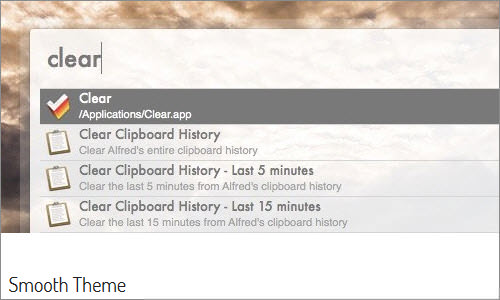 clear
Clear
/Applications/Clear.app
Clear Clipboard History
Clear Alfred's entire clipboard history
Clear Clipboard History - Last 5 minutes
Clear the last 5 minutes from Alfred's clipboard history
Clear Clipboard History - Last 15 minutes
Clear the last 15 minutes from Alfred's clipboard history
Smooth Theme